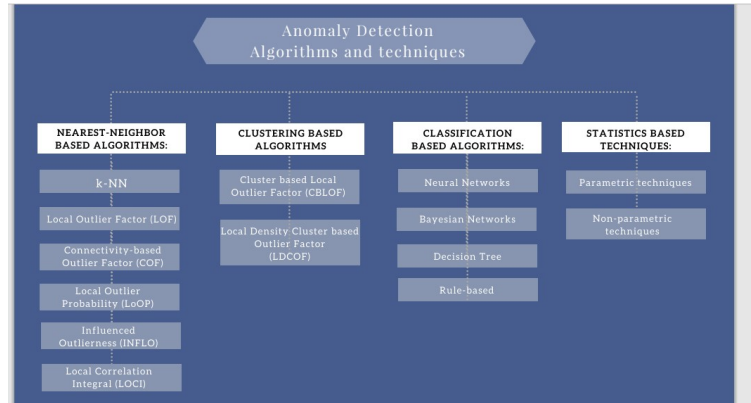 Anomaly Detection
Algorithms and techniques
NEAREST-NEIGHBOR
BASED ALGORITHMS:
k-NN
Local Outlier Factor (LOF)
Connectivity-based
Outlier Factor (COF)
Local Outlier
Probability (LoOP)
Influenced
Outlierness (INFLO)
Local Correlation
Integral (LOCI)
CLUSTERING BASED
ALGORITHMS
Cluster based Local
Outlier Factor (CBLOF)
Local Density Cluster based
Outlier Factor
(LDCOF)
CLASSIFICATION
BASED ALGORITHMS:
Neural Networks
Bayesian Networks
Decision Tree
Rule-based
STATISTICS BASED
TECHNIQUES:
Parametric techniques
Non-parametric
techniques